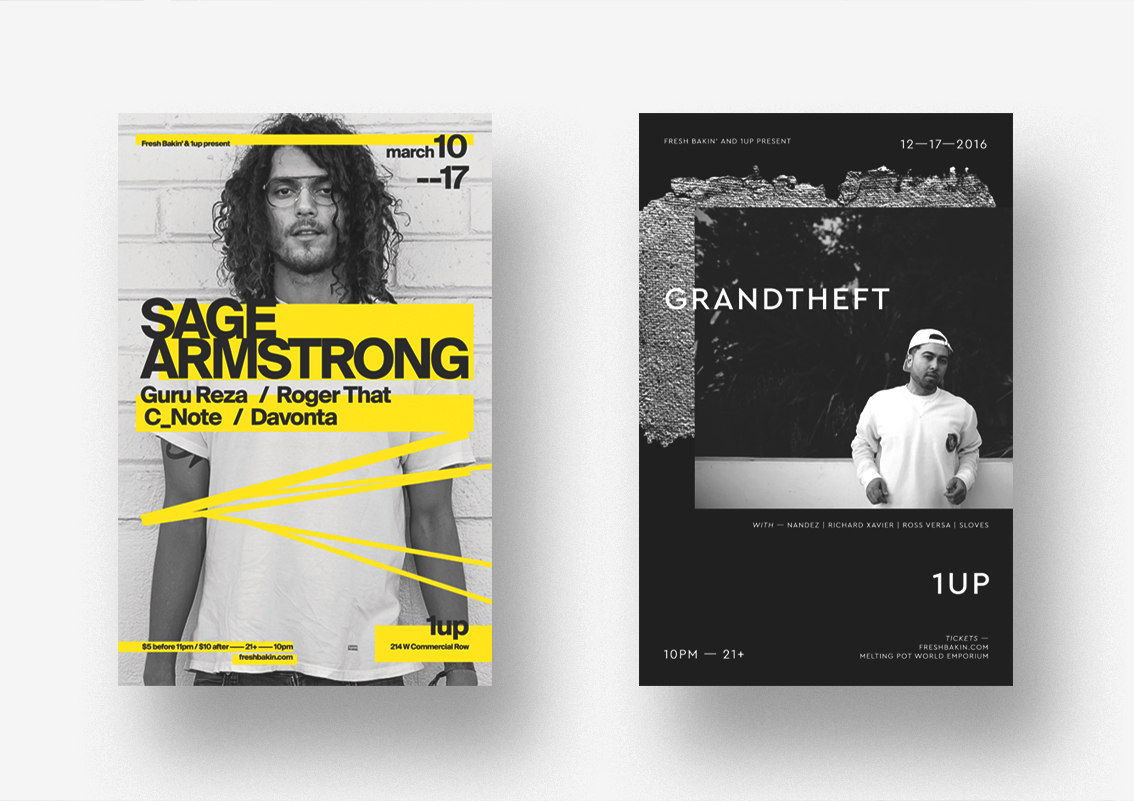 Fresh Bakin' & 1up present
march10
--17
SAGE
ARMSTRONG
Guru Reza / Roger That
C_Note / Davonta
1up
$5 before 11pm / $10 after —— 21+ —— 10pm
214 W Commercial Row
freshbakin.com
FRESH BAKIN' AND 1UP PRESENT
12—17—2016
GRANDTHEFT
WITH — NANDEZ | RICHARD XAVIER | ROSS VERSA | SLOVES
1UP
TICKETS —
FRESHBAKIN.COM
10PM — 21+
MELTING POT WORLD EMPORIUM